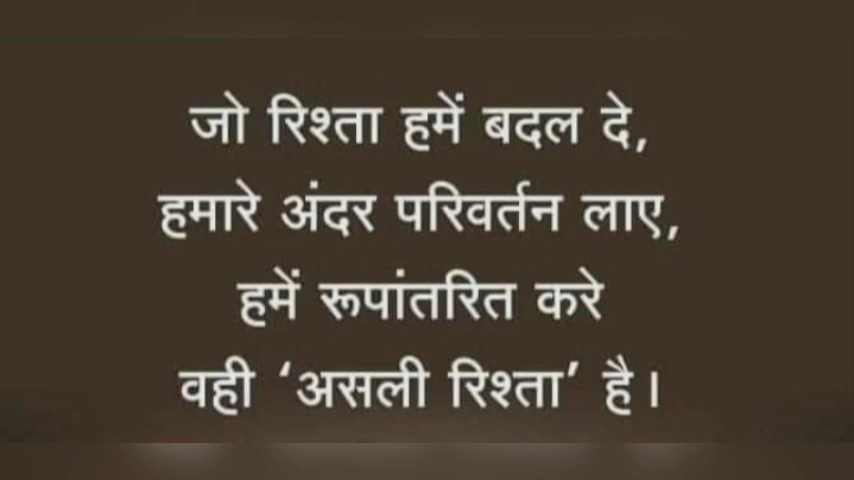 जो रिश्ता हमें बदल दे,
हमारे अंदर परिवर्तन लाए,
हमें रूपांतरित करे
वही ‘असली रिश्ता’ है।